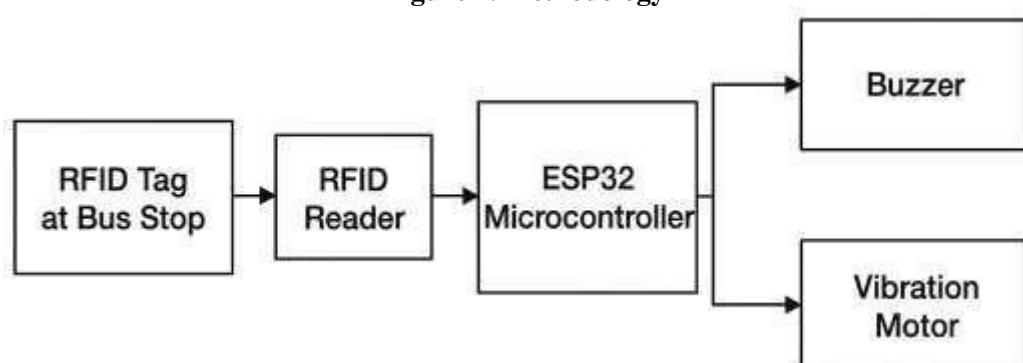 RFID Tag
at Bus Stop
RFID
Reader
ESP32
Microcontroller
Buzzer
Vibration
Motor